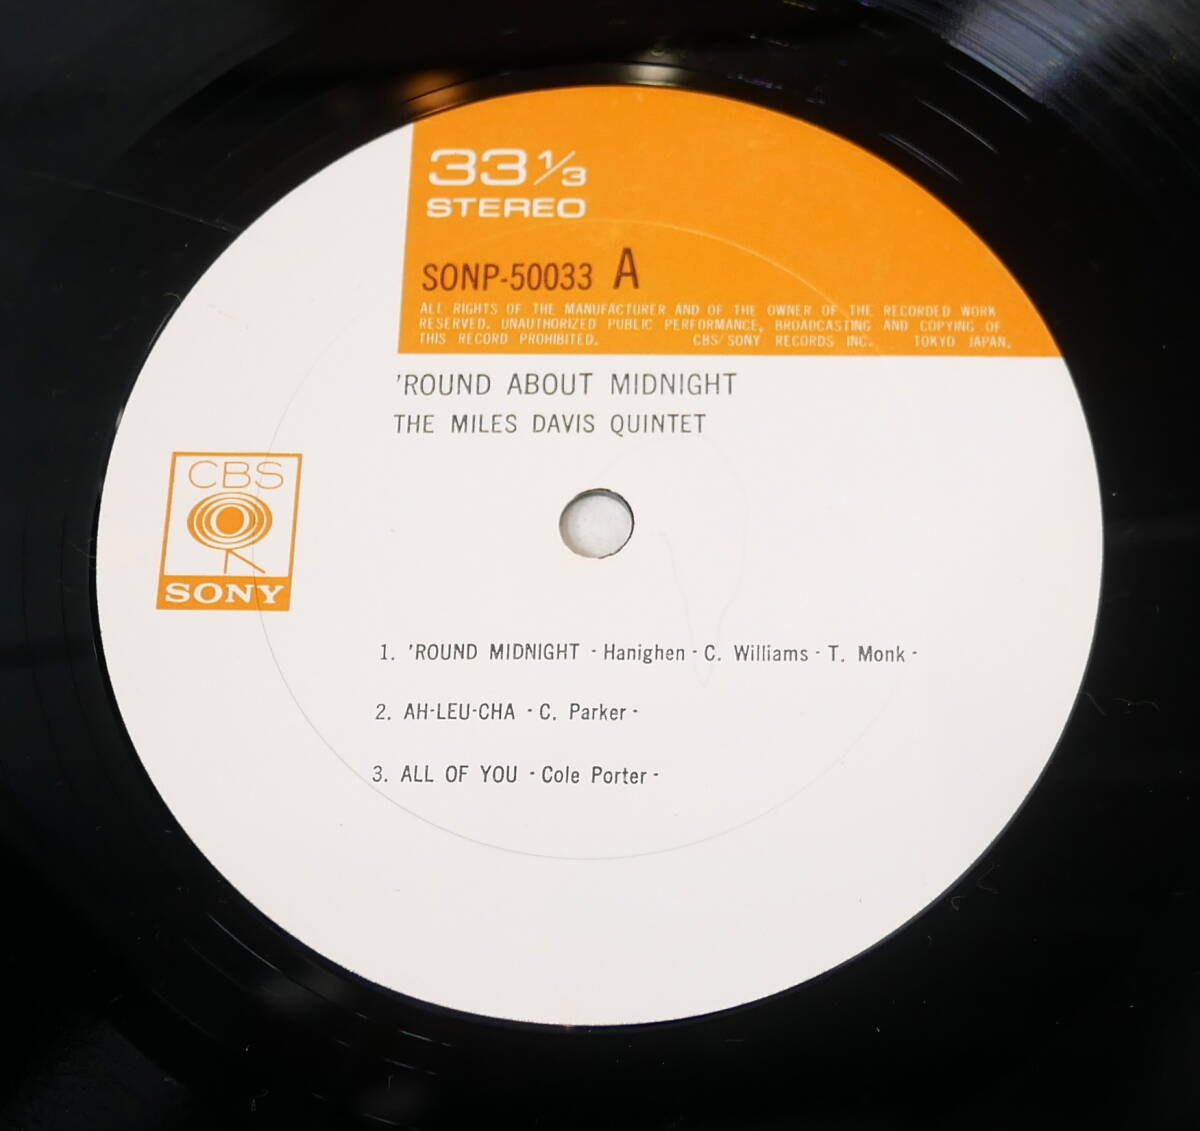 33 1/3
STEREO
SONP-50033 A
ALL RIGHTS OF THE MANUFACTURER AND OF THE OWNER OF THE RECORDED WORK
RESERVED. UNAUTHORIZED PUBLIC PERFORMANCE, BROADCASTING AND COPYING OF
THIS RECORD PROHIBITED. CBS/SONY RECORDS INC. TOKYO JAPAN.
'ROUND ABOUT MIDNIGHT
THE MILES DAVIS QUINTET
CBS
SONY
1. 'ROUND MIDNIGHT - Hanighen - C. Williams - T. Monk -
2. AH-LEU-CHA - C. Parker -
3. ALL OF YOU - Cole Porter -